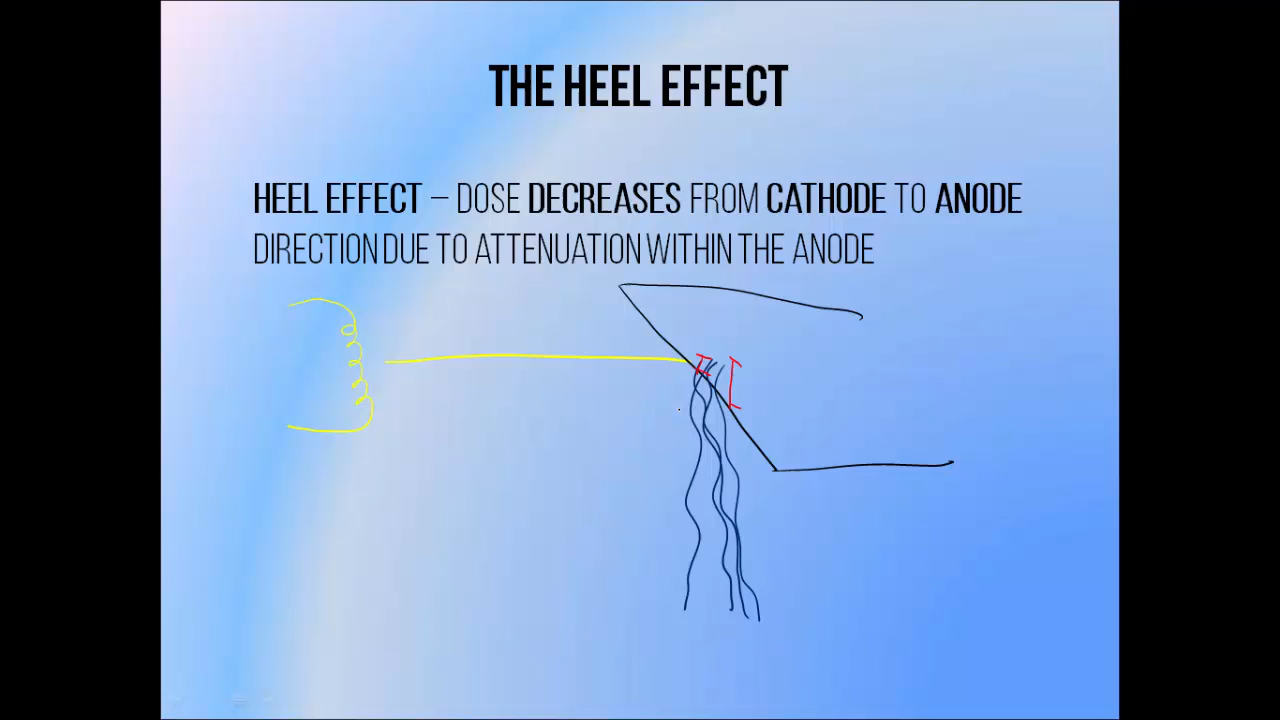 THE HEEL EFFECT
HEEL EFFECT – DOSE DECREASES FROM CATHODE TO ANODE
DIRECTION DUE TO ATTENUATION WITHIN THE ANODE